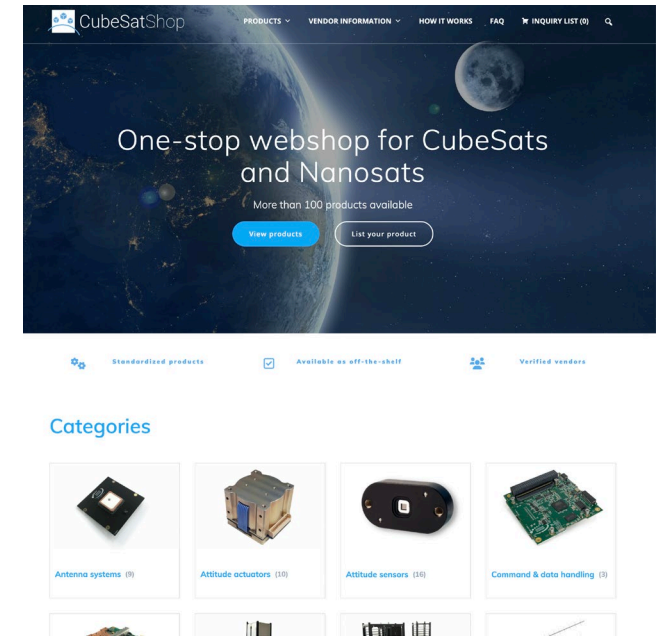 CubeSatShop
PRODUCTS VENDOR INFORMATION HOW IT WORKS FAQ INQUIRY LIST (0)
One-stop webshop for CubeSats
and Nanosats
More than 100 products available
View products List your product
Standardized products Available as off-the-shelf Verified vendors
Categories
Antenna systems (9) Attitude actuators (10) Attitude sensors (16) Command & data handling (3)